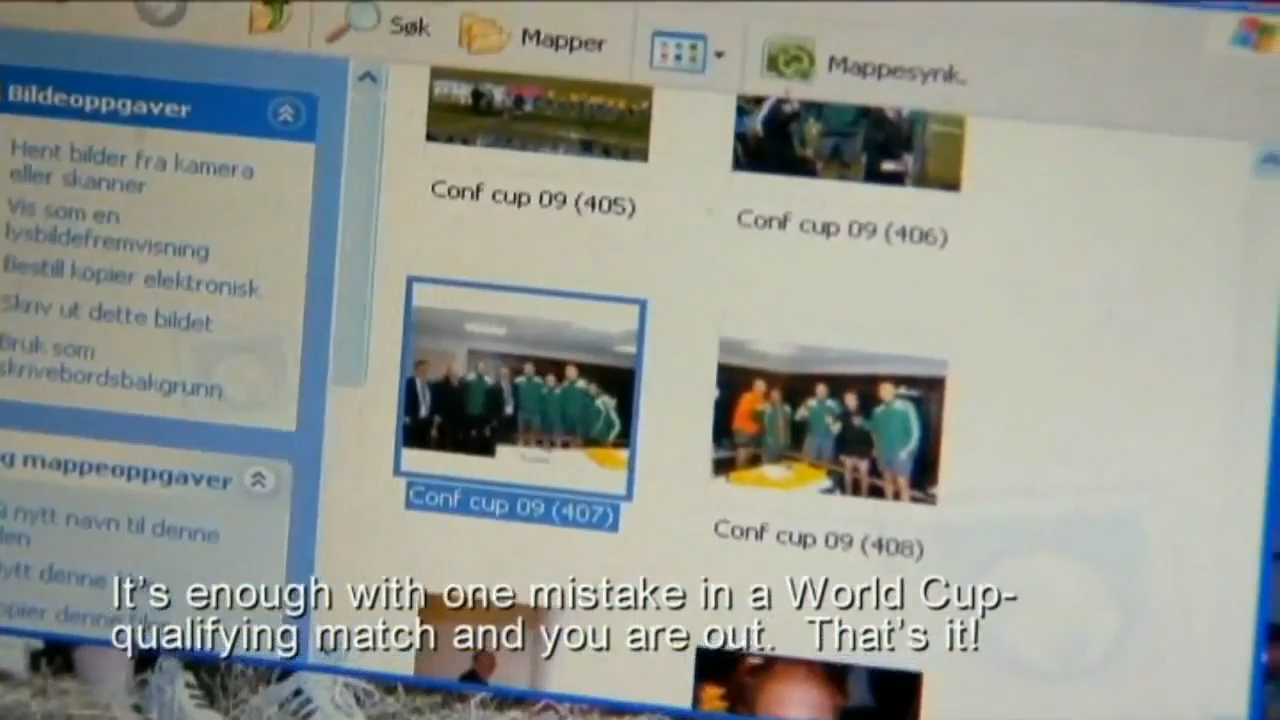 Søk
Mapper
Mappesynk.
Bildeoppgaver
Hent bilder fra kamera
eller skanner
Vis som en
lysbildefremvisning
Bestill kopier elektronisk
Skriv ut dette bildet
Bruk som
skrivebordsbakgrunn
g mappeoppgaver
nytt navn til denne
Conf cup 09 (405)
Conf cup 09 (406)
Conf cup 09 (407)
Conf cup 09 (408)
It's enough with one mistake in a World Cup-
qualifying match and you are out. That's it!